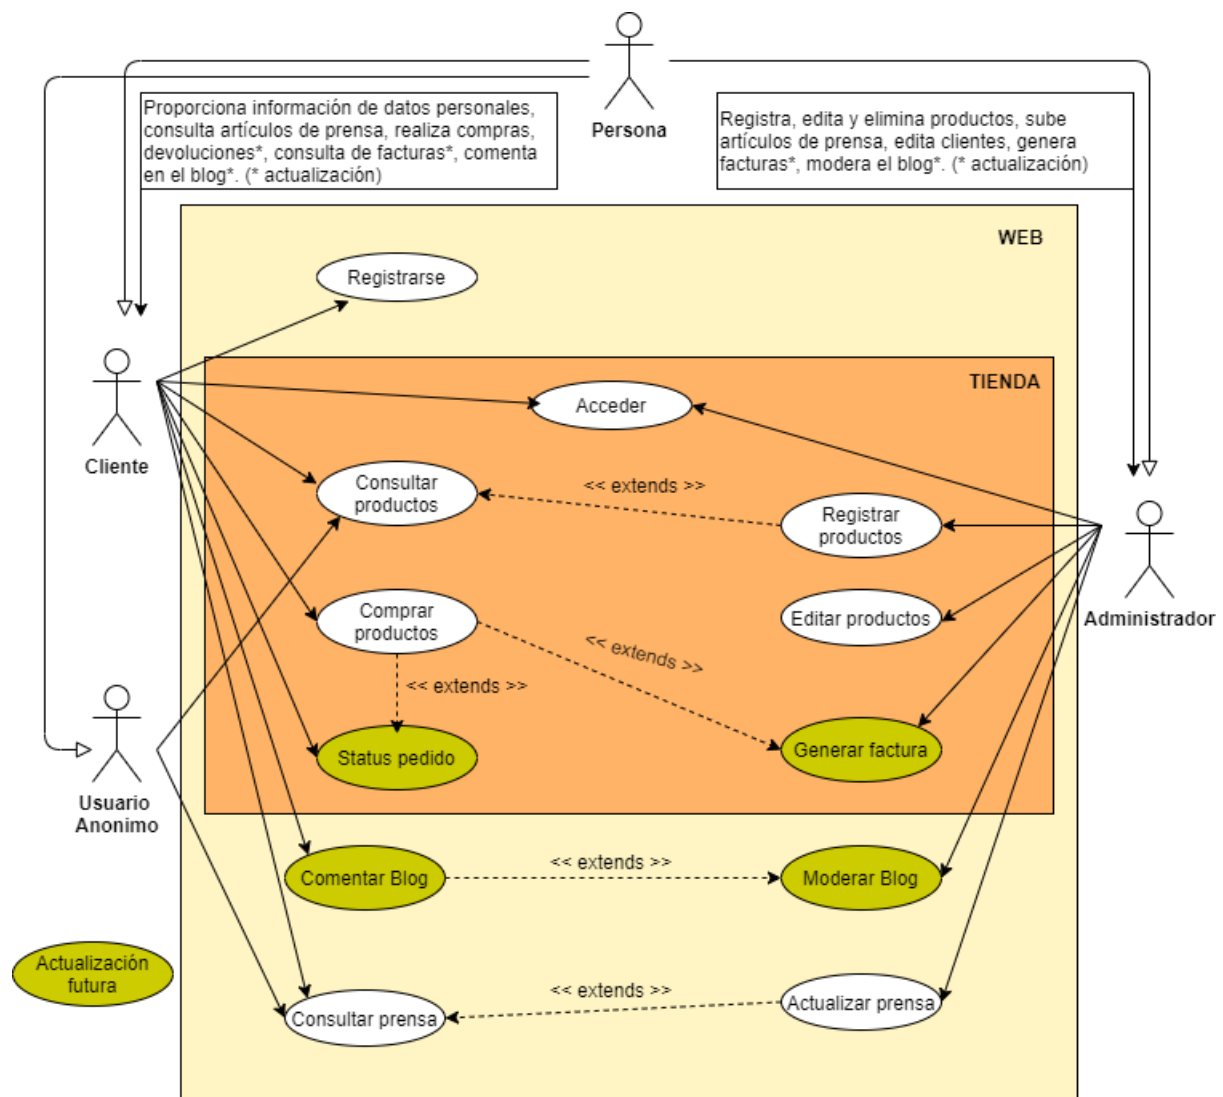 Persona
Proporciona información de datos personales,
consulta artículos de prensa, realiza compras,
devoluciones*, consulta de facturas*, comenta
en el blog*. (* actualización)
Registra, edita y elimina productos, sube
artículos de prensa, edita clientes, genera
facturas*, modera el blog*. (* actualización)
WEB
Registrarse
TIENDA
Acceder
Cliente
Consultar
productos
<< extends >>
Registrar
productos
Comprar
productos
Editar productos
Administrador
<< extends >>
<< extends >>
Status pedido
Generar factura
Usuario
Anonimo
Comentar Blog
<< extends >>
Moderar Blog
Actualización
futura
Consultar prensa
<< extends >>
Actualizar prensa